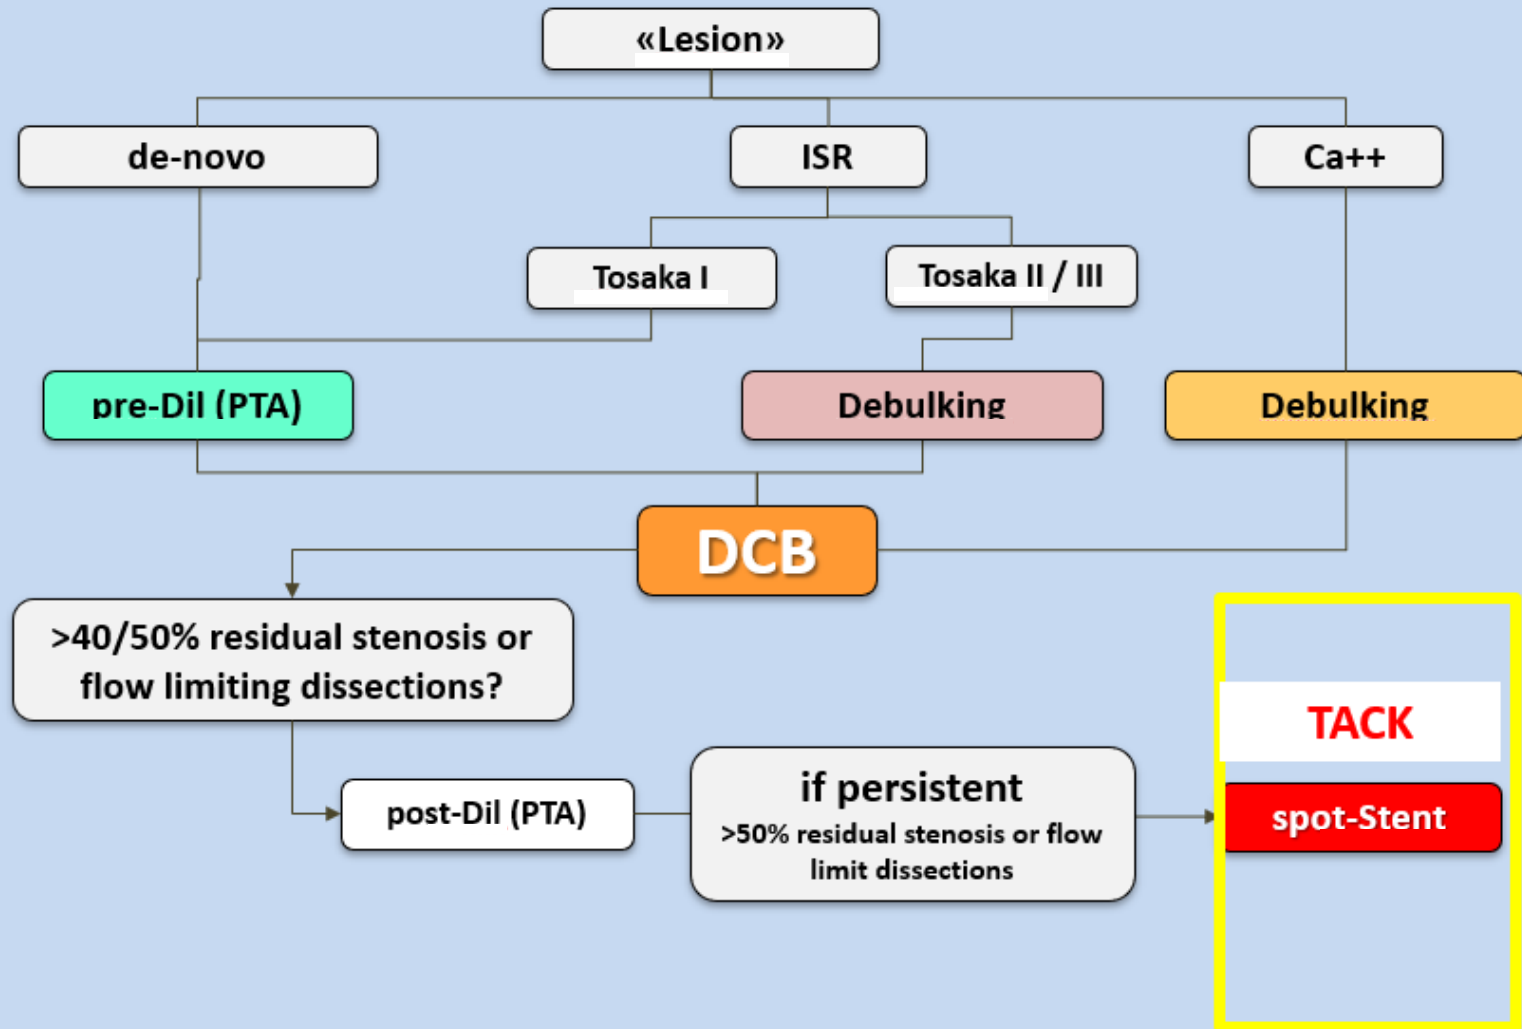 «Lesion»
de-novo
ISR
Ca++
Tosaka I
Tosaka II / III
pre-Dil (PTA)
Debulking
Debulking
DCB
>40/50% residual stenosis or
flow limiting dissections?
post-Dil (PTA)
if persistent
>50% residual stenosis or flow
limit dissections
TACK
spot-Stent